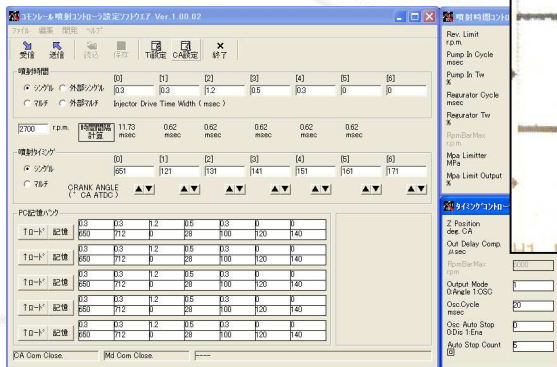 コモンレール噴射コントローラ設定ソフトウエア Ver.1.00.02
ファイル 編集 開発 ヘルプ
受信 送信 読込 保存 Ti設定 CA設定 終了
噴射時間
[0] [1] [2] [3] [4] [5] [6]
シングル 外部シングル 0.3 0.3 1.2 0.5 0.3 0 0
マルチ 外部マルチ Injector Drive Time Width ( msec )
2700 r.p.m. 時間間隔計算 11.73 msec 0.62 msec 0.62 msec 0.62 msec 0.62 msec 0.62 msec
噴射タイミング
[0] [1] [2] [3] [4] [5] [6]
シングル 651 121 131 141 151 161 171
マルチ CRANK ANGLE (° CA ATDC) ▲▼ ▲▼ ▲▼ ▲▼ ▲▼ ▲▼
PC記憶バンク
↑ロード 記憶 0.3 0.3 1.2 0.5 0.3 0 0
650 712 0 28 100 120 140
↑ロード 記憶 0.3 0.3 1.2 0.5 0.3 0 0
650 712 0 28 100 120 140
↑ロード 記憶 0.3 0.3 1.2 0.5 0.3 0 0
650 712 0 28 100 120 140
↑ロード 記憶 0.3 0.3 1.2 0.5 0.3 0 0
650 712 0 28 100 120 140
↑ロード 記憶 0.3 0.3 1.2 0.5 0.3 0 0
650 712 0 28 100 120 140
CA Com Close. Md Com Close. ----
噴射時間コントロ
Rev. Limit
r.p.m.
Pump In Cycle
msec
Pump In Tw
%
Regurator Cycle
msec
Regurator Tw
%
RpmBarMax
r.p.m.
Mpa Limitter
MPa
Mpa Limit Output
%
タイミングコントロー
Z Position
deg. CA
Out Delay Comp.
μsec
RpmBarMax 5000
rpm
Output Mode 1
0:Angle 1:OSC
Osc.Cycle 20
msec
Osc Auto Stop 0
0:Dis 1:Ena
Auto Stop Count 5